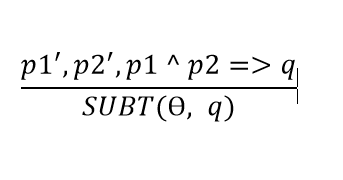 p1′, p2′, p1 ^ p2 => q
SUBT(Θ, q)